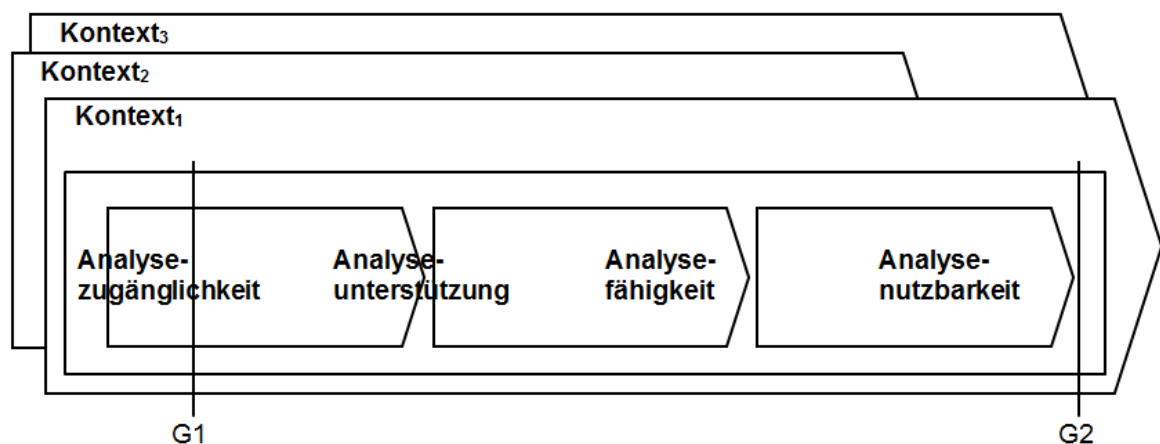 Kontext₃
Kontext₂
Kontext₁
Analyse-
zugänglichkeit
Analyse-
unterstützung
Analyse-
fähigkeit
Analyse-
nutzbarkeit
G1
G2